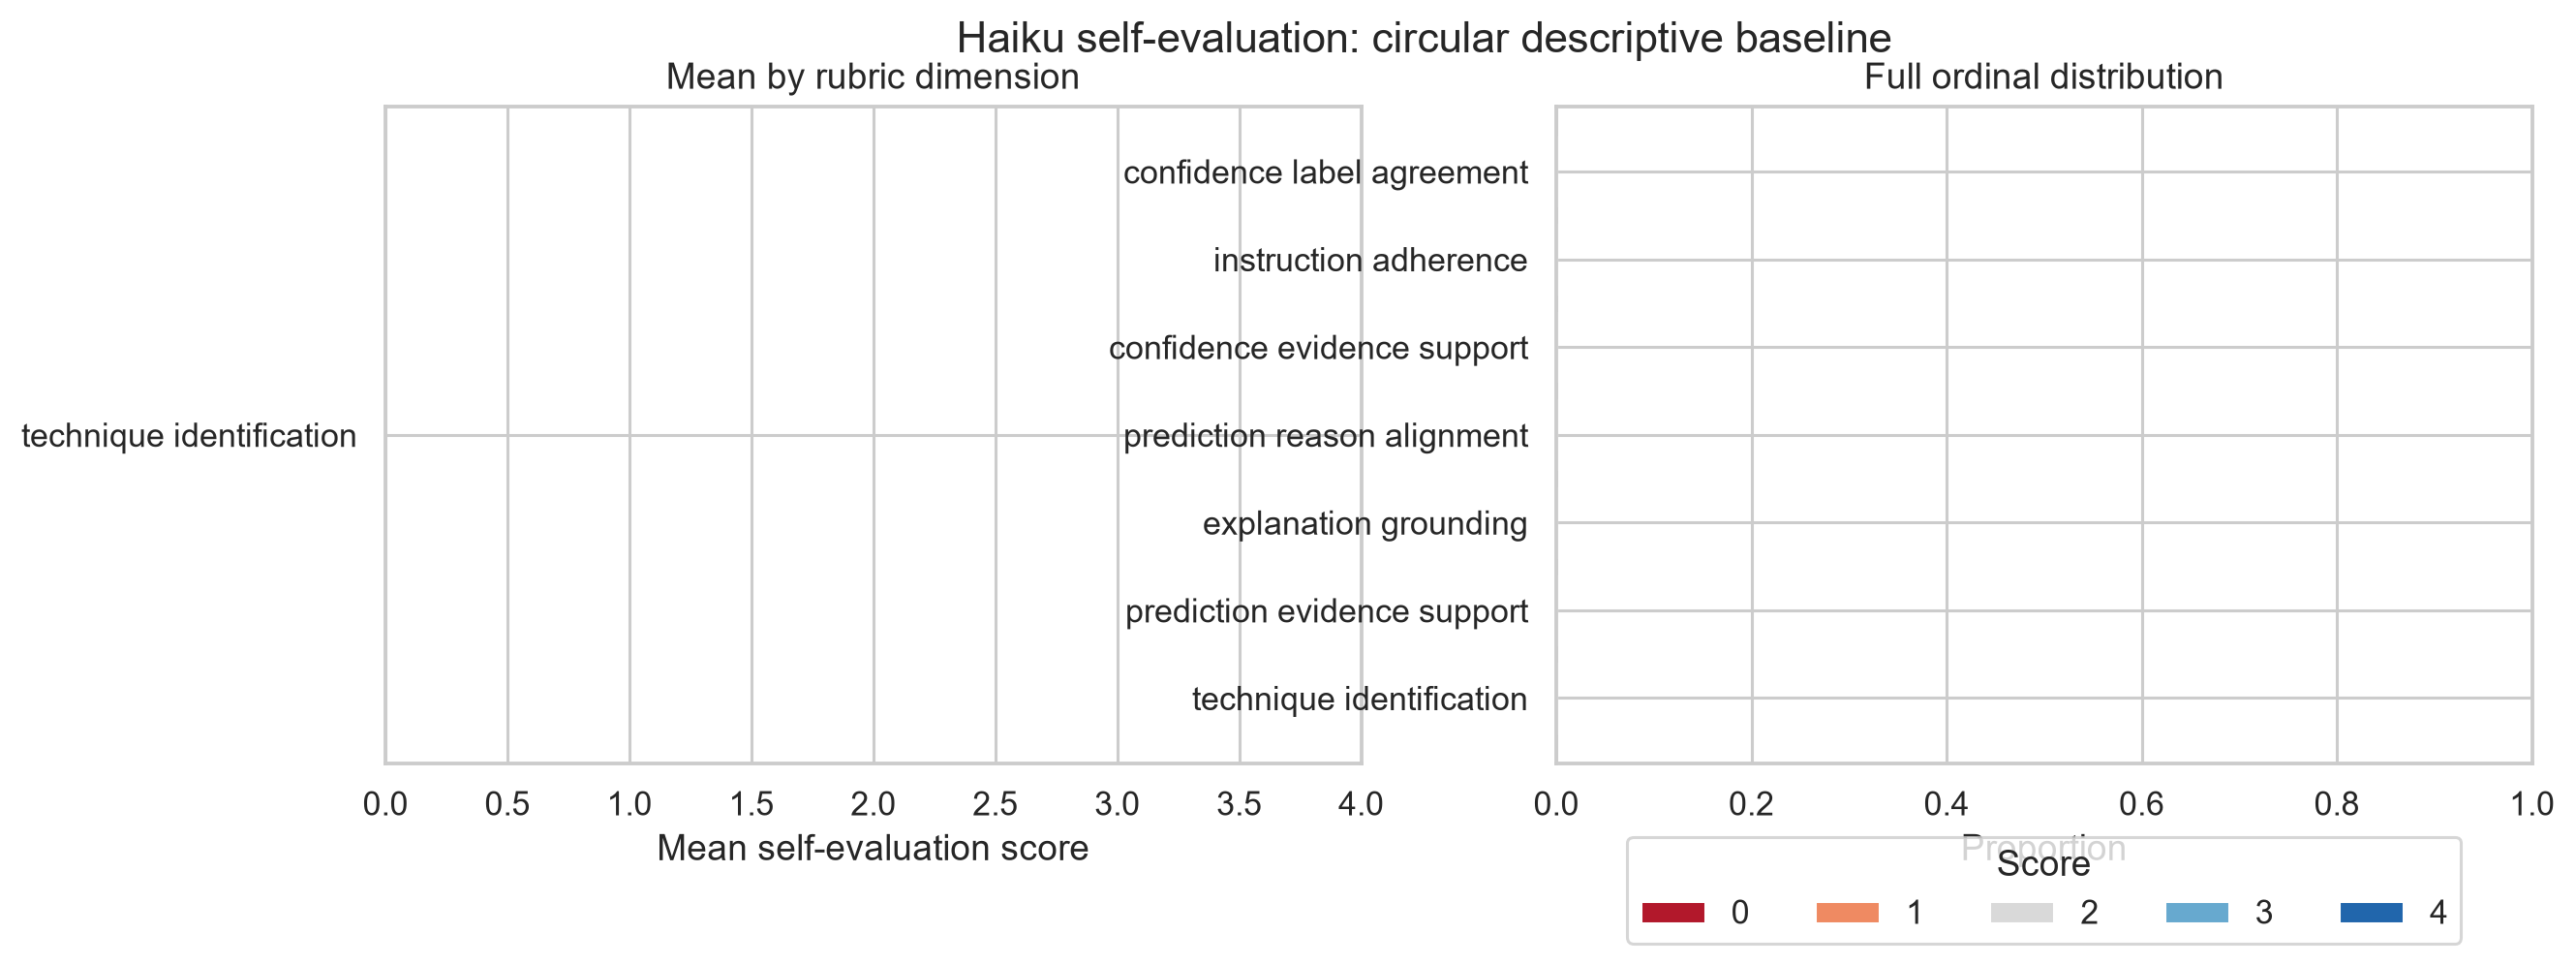 Haiku self-evaluation: circular descriptive baseline
Mean by rubric dimension
technique identification
0.0 0.5 1.0 1.5 2.0 2.5 3.0 3.5 4.0
Mean self-evaluation score
Full ordinal distribution
confidence label agreement
instruction adherence
confidence evidence support
prediction reason alignment
explanation grounding
prediction evidence support
technique identification
0.0 0.2 0.4 0.6 0.8 1.0
Proportion
Score
0 1 2 3 4